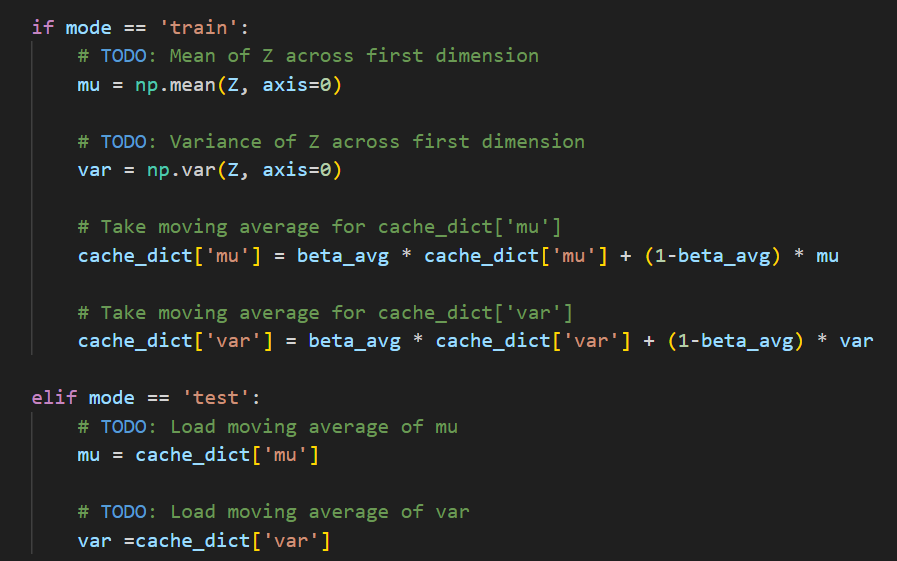 if mode == 'train':
# TODO: Mean of Z across first dimension
mu = np.mean(Z, axis=0)
# TODO: Variance of Z across first dimension
var = np.var(Z, axis=0)
# Take moving average for cache_dict['mu']
cache_dict['mu'] = beta_avg * cache_dict['mu'] + (1-beta_avg) * mu
# Take moving average for cache_dict['var']
cache_dict['var'] = beta_avg * cache_dict['var'] + (1-beta_avg) * var
elif mode == 'test':
# TODO: Load moving average of mu
mu = cache_dict['mu']
# TODO: Load moving average of var
var =cache_dict['var']